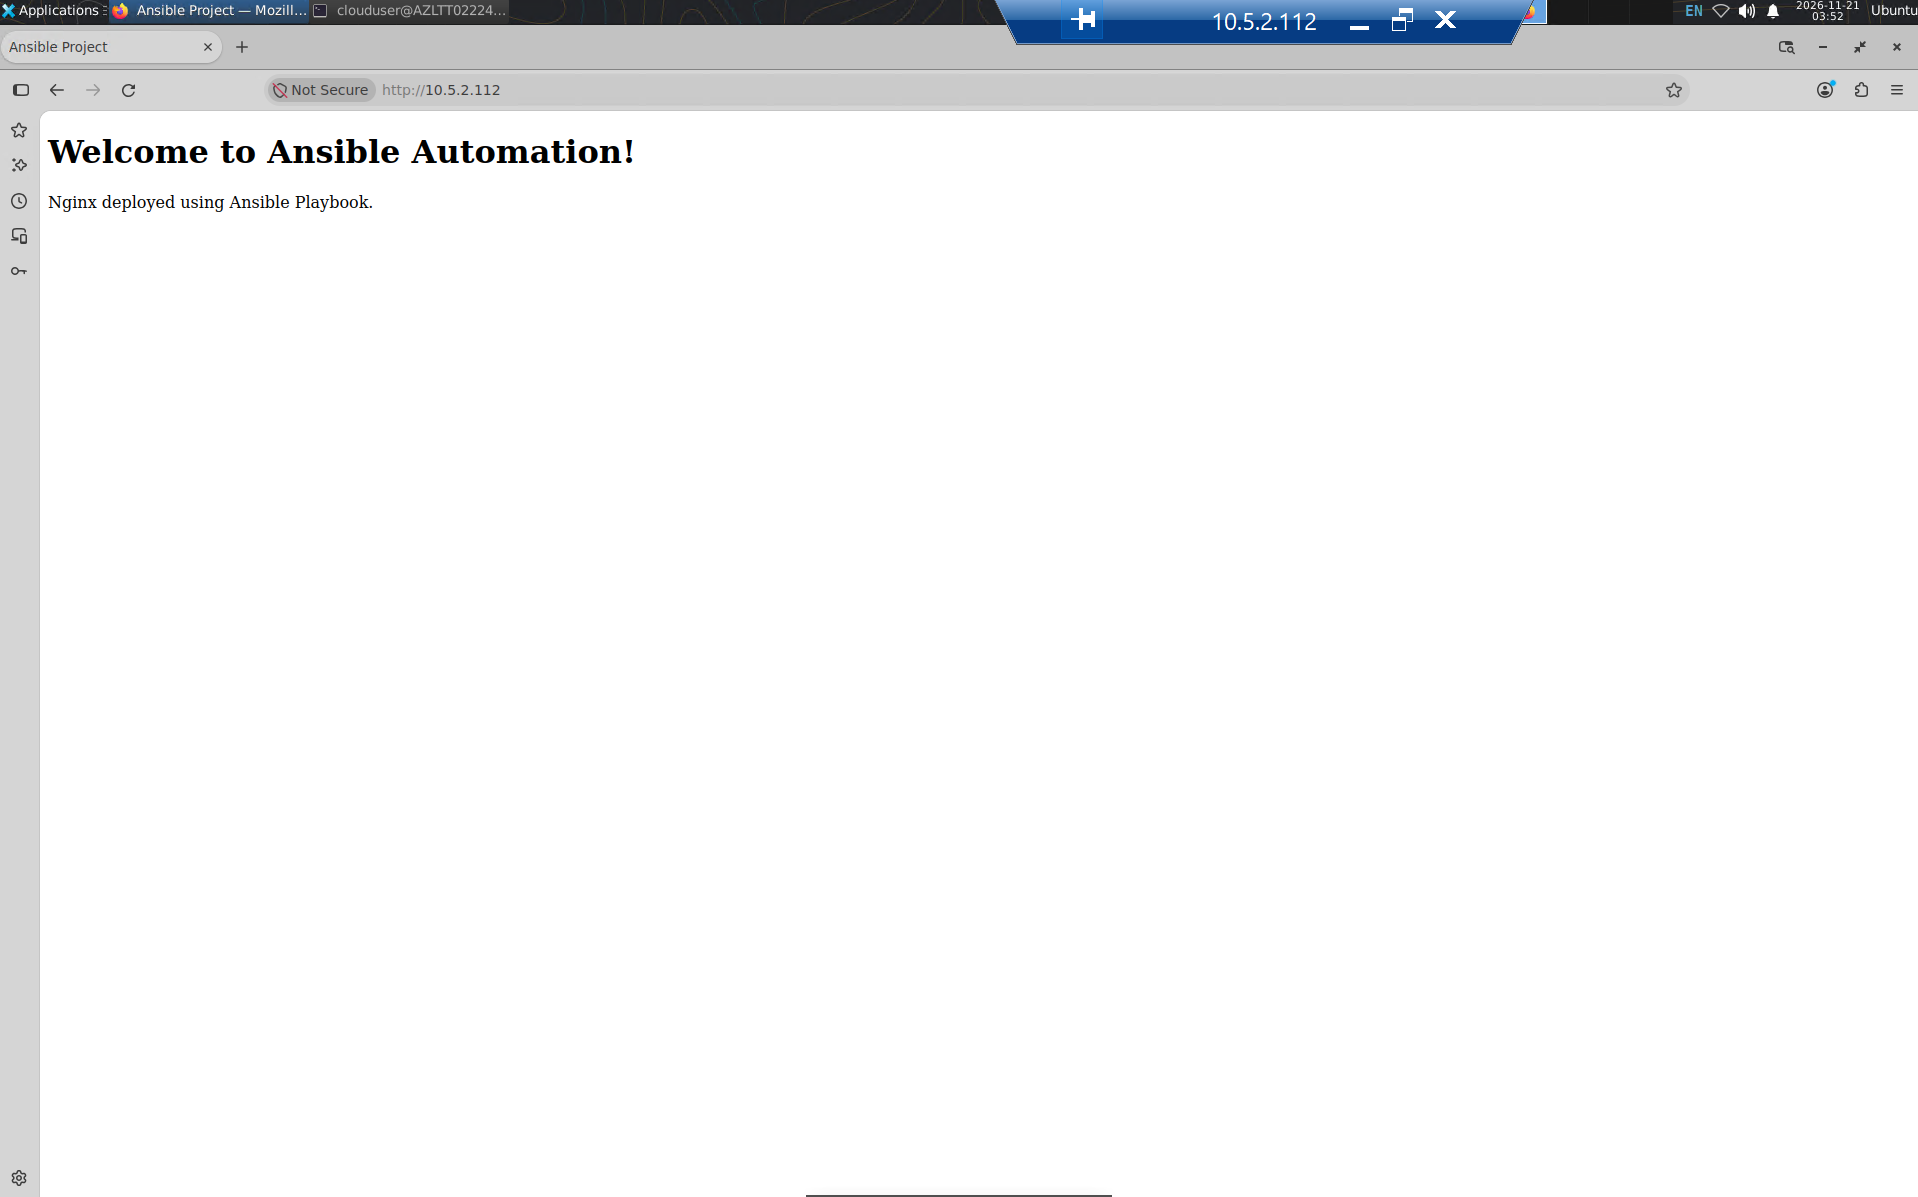 Applications
Ansible Project — Mozill...
clouduser@AZLTT02224...
10.5.2.112
EN
2026-11-21
03:52
Ubuntu
Ansible Project
Not Secure
http://10.5.2.112
Welcome to Ansible Automation!
Nginx deployed using Ansible Playbook.